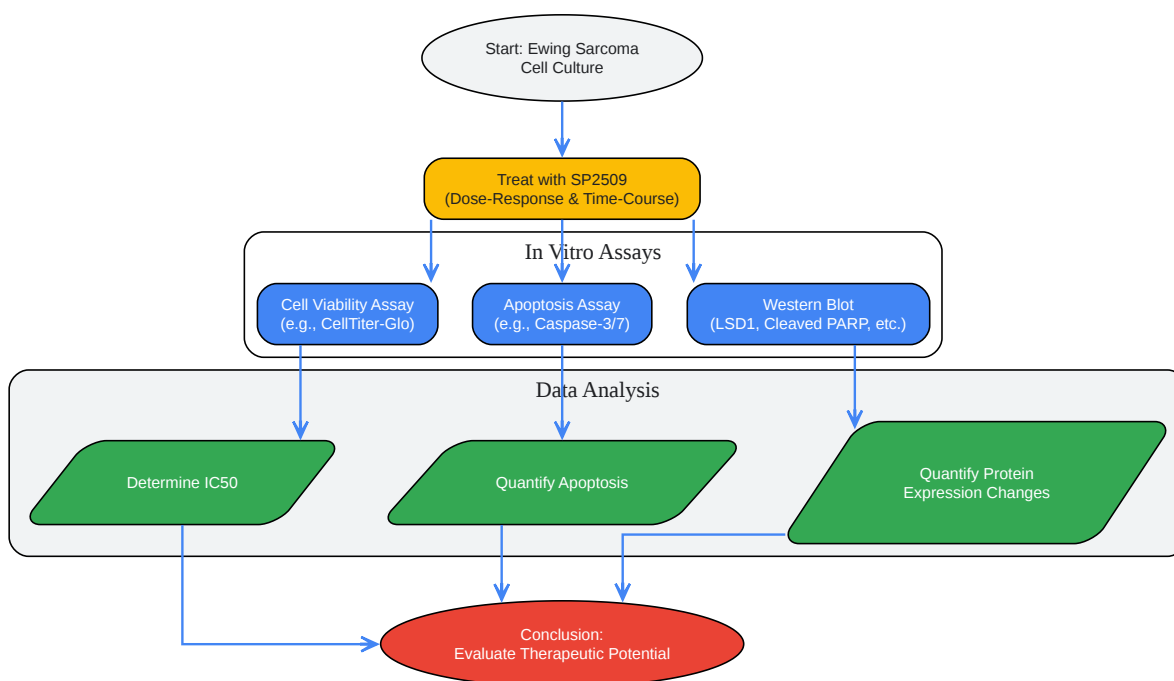 Start: Ewing Sarcoma
Cell Culture
Treat with SP2509
(Dose-Response & Time-Course)
In Vitro Assays
Cell Viability Assay
(e.g., CellTiter-Glo)
Apoptosis Assay
(e.g., Caspase-3/7)
Western Blot
(LSD1, Cleaved PARP, etc.)
Data Analysis
Determine IC50
Quantify Apoptosis
Quantify Protein
Expression Changes
Conclusion:
Evaluate Therapeutic Potential